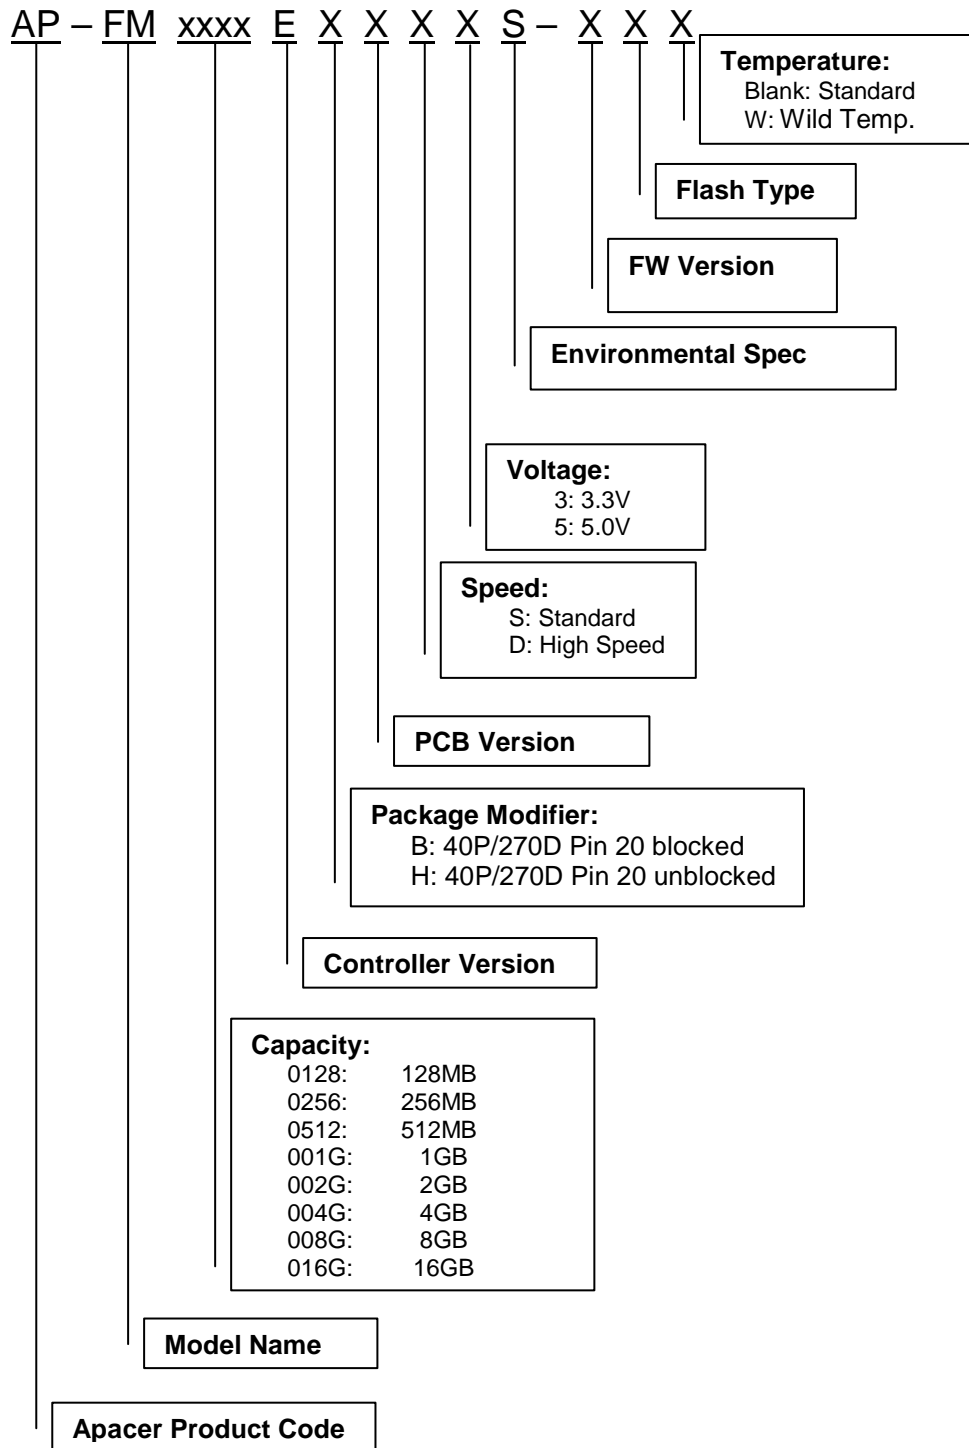 AP – FM xxxx E X X X X S – X X X
Temperature:
Blank: Standard
W: Wild Temp.
Flash Type
FW Version
Environmental Spec
Voltage:
3: 3.3V
5: 5.0V
Speed:
S: Standard
D: High Speed
PCB Version
Package Modifier:
B: 40P/270D Pin 20 blocked
H: 40P/270D Pin 20 unblocked
Controller Version
Capacity:
0128: 128MB
0256: 256MB
0512: 512MB
001G: 1GB
002G: 2GB
004G: 4GB
008G: 8GB
016G: 16GB
Model Name
Apacer Product Code